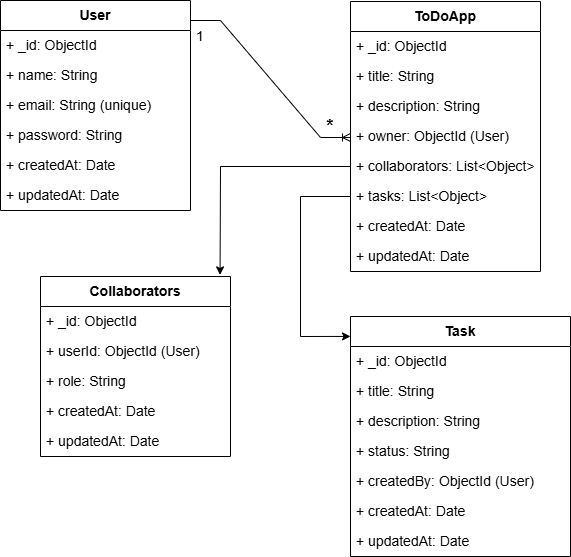 User
+ _id: ObjectId
+ name: String
+ email: String (unique)
+ password: String
+ createdAt: Date
+ updatedAt: Date
1
*
ToDoApp
+ _id: ObjectId
+ title: String
+ description: String
+ owner: ObjectId (User)
+ collaborators: List<Object>
+ tasks: List<Object>
+ createdAt: Date
+ updatedAt: Date
Collaborators
+ _id: ObjectId
+ userId: ObjectId (User)
+ role: String
+ createdAt: Date
+ updatedAt: Date
Task
+ _id: ObjectId
+ title: String
+ description: String
+ status: String
+ createdBy: ObjectId (User)
+ createdAt: Date
+ updatedAt: Date